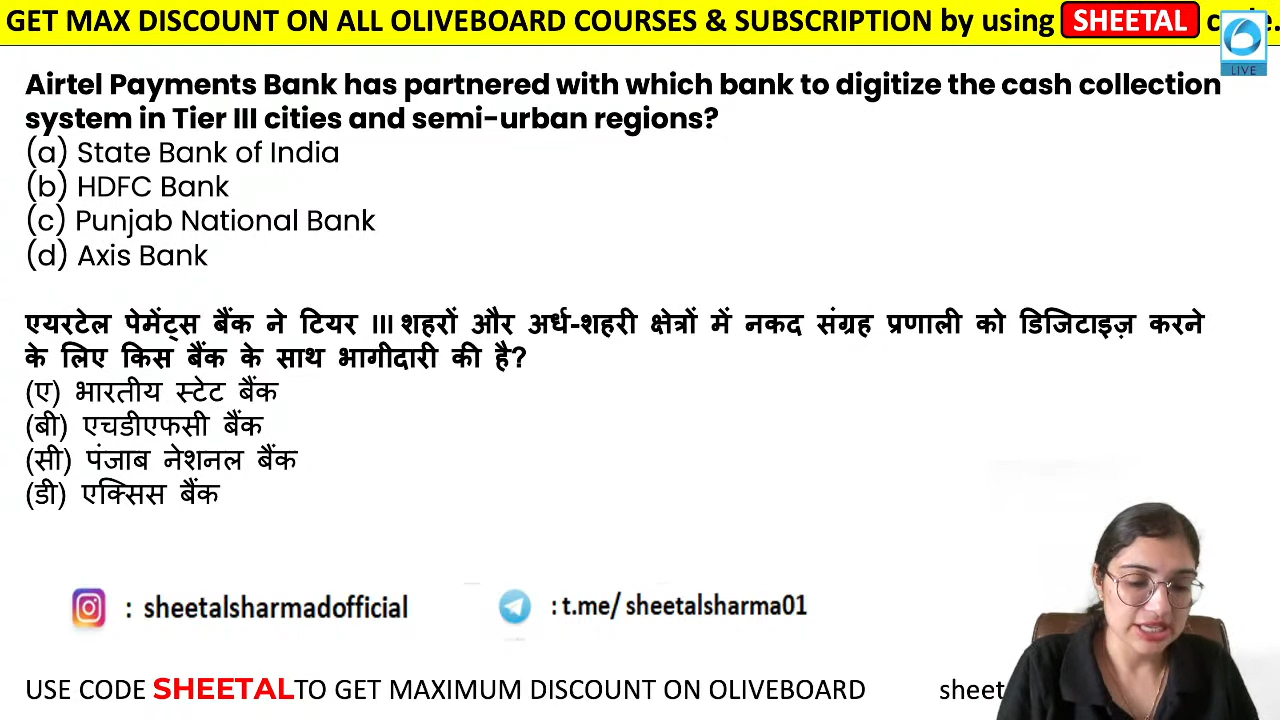 GET MAX DISCOUNT ON ALL OLIVEBOARD COURSES & SUBSCRIPTION by using SHEETAL code.
LIVE
Airtel Payments Bank has partnered with which bank to digitize the cash collection
system in Tier III cities and semi-urban regions?
(a) State Bank of India
(b) HDFC Bank
(c) Punjab National Bank
(d) Axis Bank
एयरटेल पेमेंट्स बैंक ने टियर III शहरों और अर्ध-शहरी क्षेत्रों में नकद संग्रह प्रणाली को डिजिटाइज़ करने
के लिए किस बैंक के साथ भागीदारी की है?
(ए) भारतीय स्टेट बैंक
(बी) एचडीएफसी बैंक
(सी) पंजाब नेशनल बैंक
(डी) एक्सिस बैंक
: sheetalsharmadofficial
: t.me/ sheetalsharma01
USE CODE SHEETALTO GET MAXIMUM DISCOUNT ON OLIVEBOARD
sheet